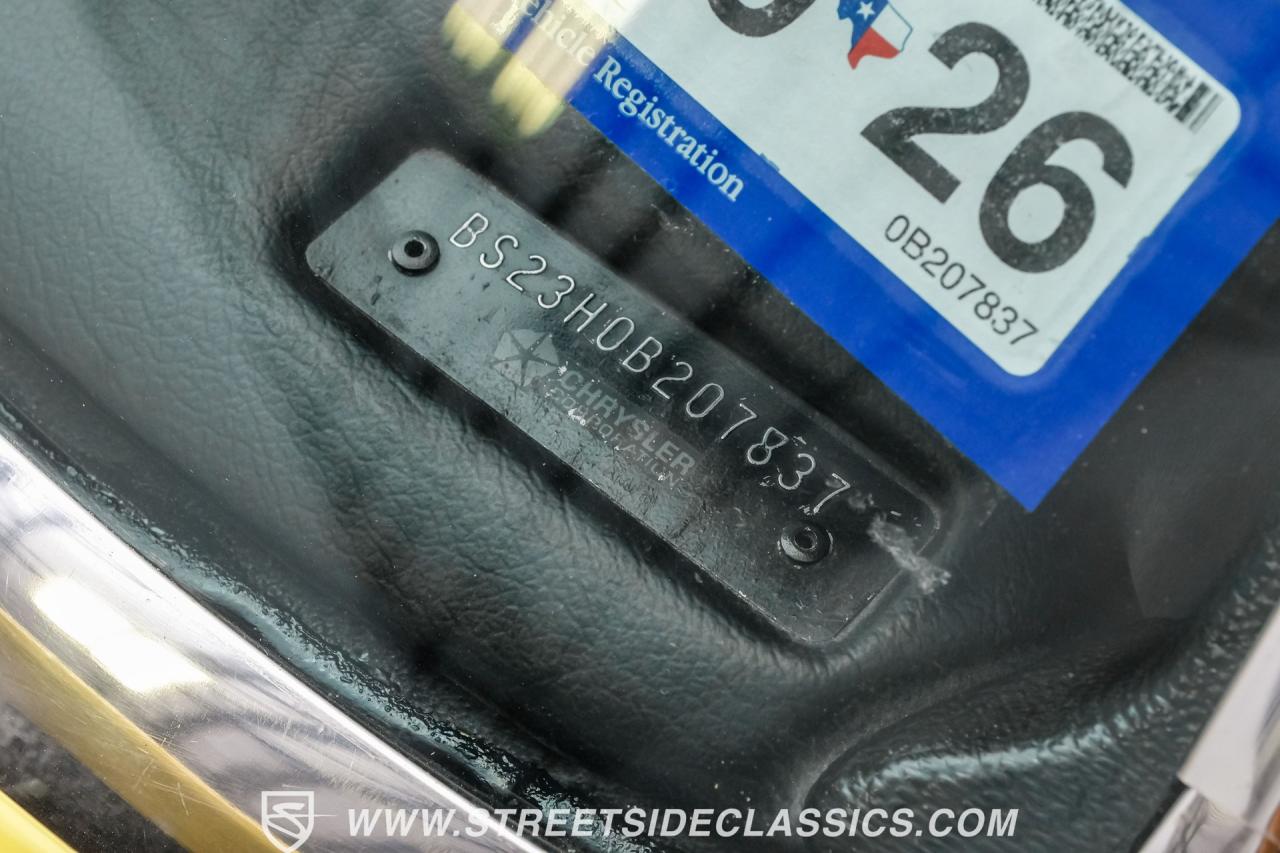 Vehicle Registration
26
0B207837
BS23H0B207837
CHRYSLER
CORPORATION
WWW.STREETSIDECLASSICS.COM